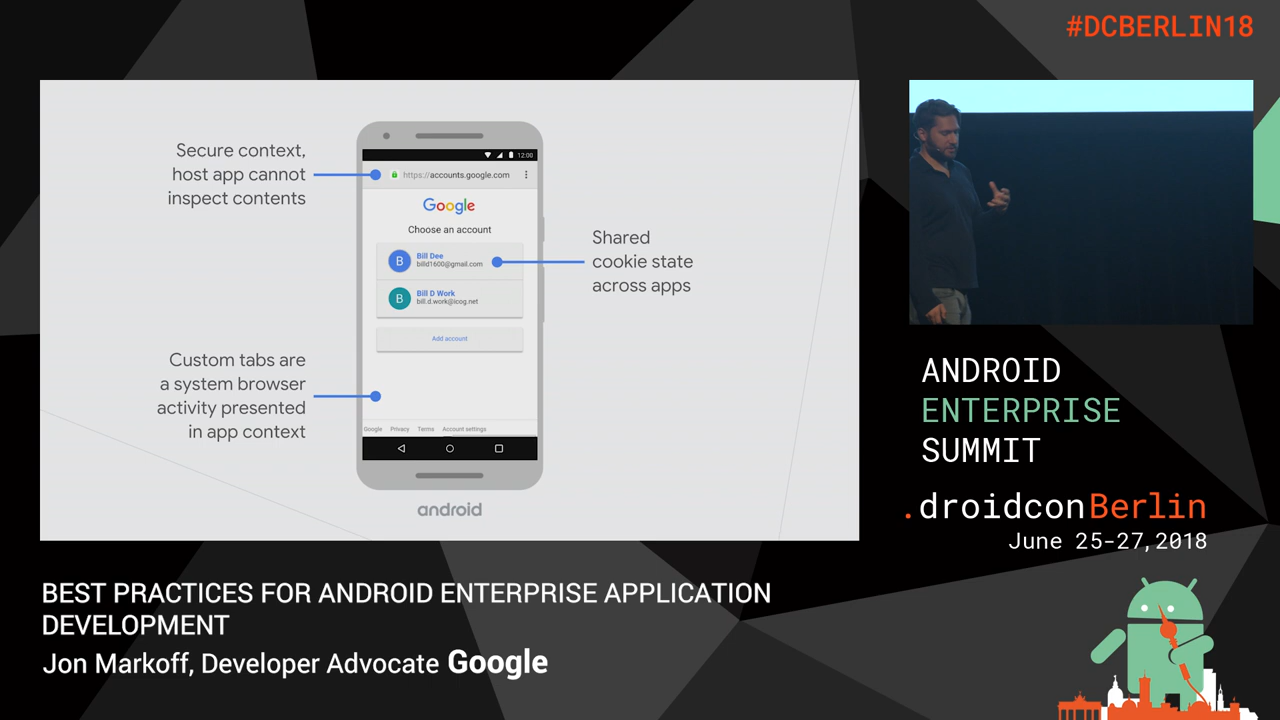 #DCBERLIN18
Secure context,
host app cannot
inspect contents
Custom tabs are
a system browser
activity presented
in app context
12:00
https://accounts.google.com
Google
Choose an account
B
Bill Dee
billd1600@gmail.com
B
Bill D Work
bill.d.work@icog.net
Add account
Google Privacy Terms Account settings
android
Shared
cookie state
across apps
ANDROID
ENTERPRISE
SUMMIT
.droidconBerlin
June 25-27,2018
BEST PRACTICES FOR ANDROID ENTERPRISE APPLICATION
DEVELOPMENT
Jon Markoff, Developer Advocate Google